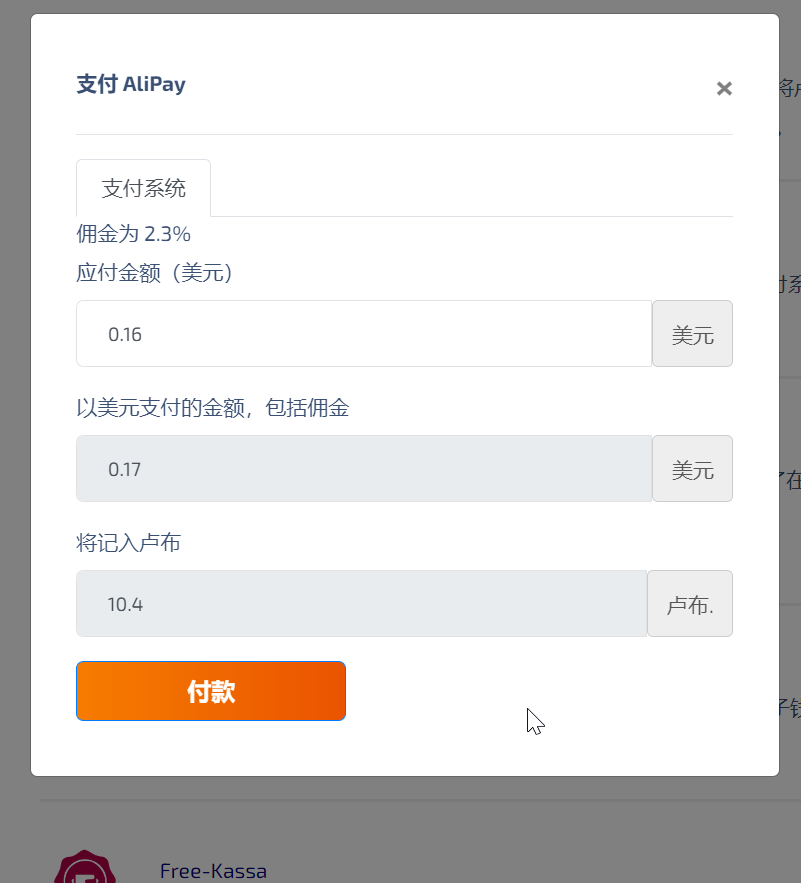 支付 AliPay
×
支付系统
佣金为 2.3%
应付金额（美元）
0.16 美元
以美元支付的金额，包括佣金
0.17 美元
将记入卢布
10.4 卢布.
付款
Free-Kassa